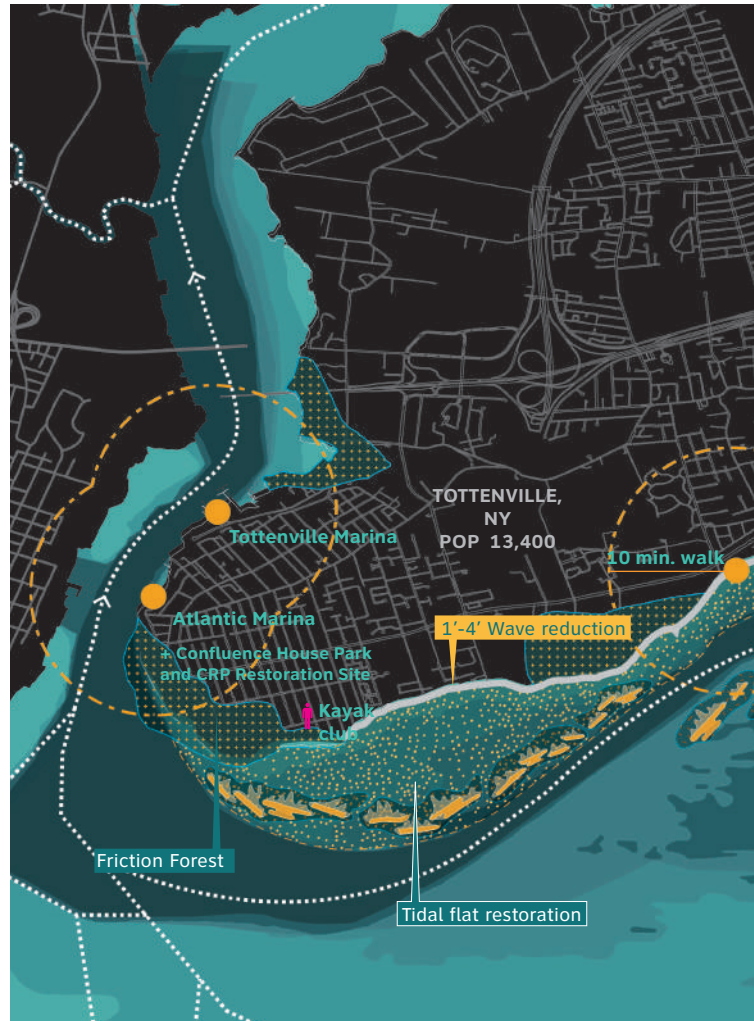 TOTTENVILLE,
NY
POP 13,400
Tottenville Marina
10 min. walk
Atlantic Marina
+ Confluence House Park
and CRP Restoration Site
1’-4’ Wave reduction
Kayak
club
Friction Forest
Tidal flat restoration